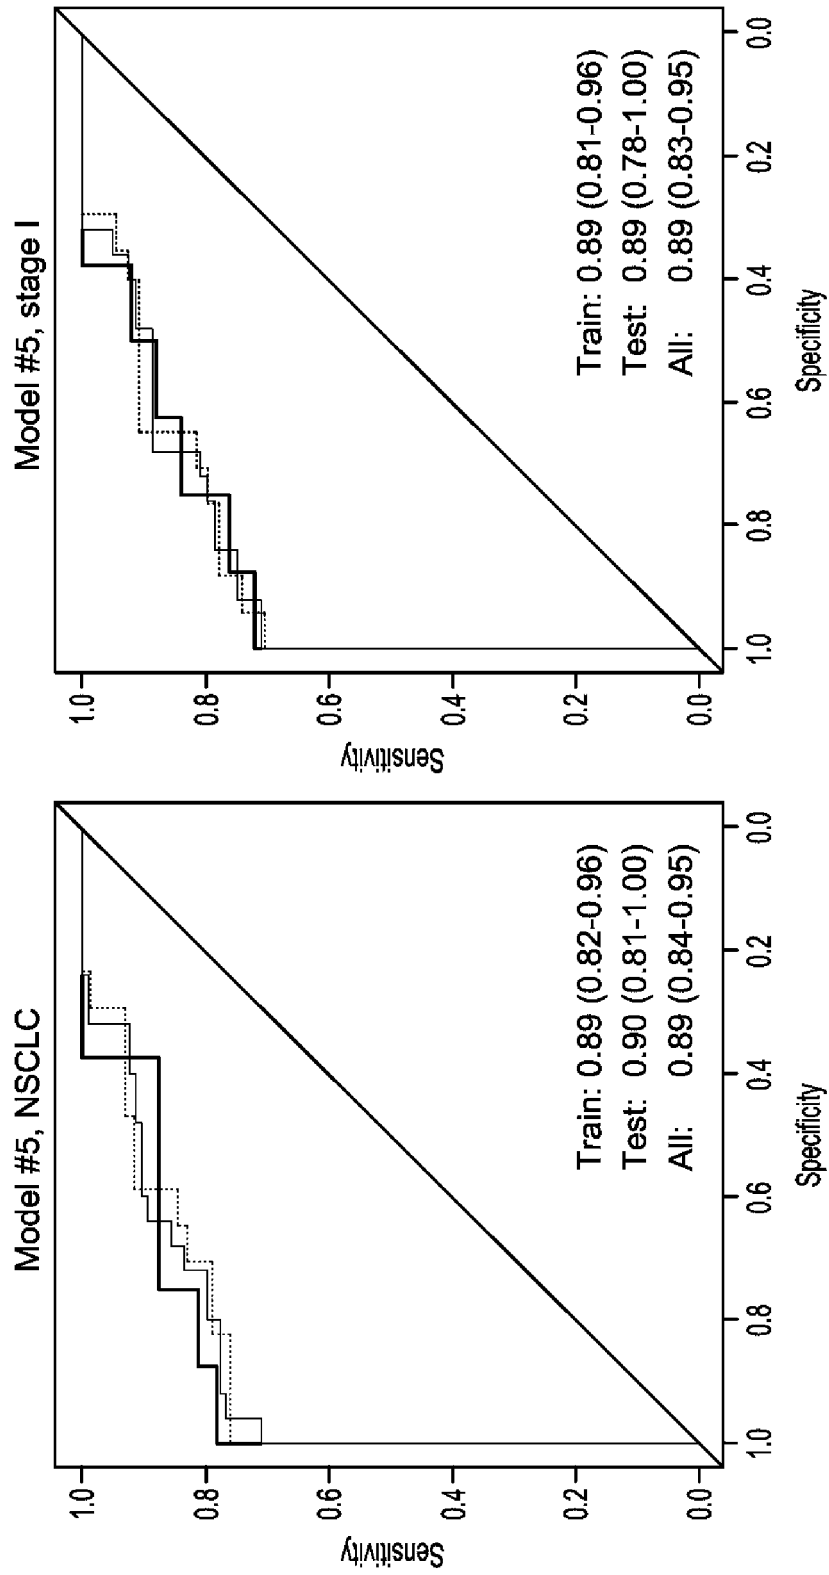 Model #5, NSCLC
Sensitivity
1.0
0.8
0.6
0.4
0.2
0.0
Train: 0.89 (0.82-0.96)
Test: 0.90 (0.81-1.00)
All: 0.89 (0.84-0.95)
1.0 0.8 0.6 0.4 0.2 0.0
Specificity
Model #5, stage I
Sensitivity
1.0
0.8
0.6
0.4
0.2
0.0
Train: 0.89 (0.81-0.96)
Test: 0.89 (0.78-1.00)
All: 0.89 (0.83-0.95)
1.0 0.8 0.6 0.4 0.2 0.0
Specificity